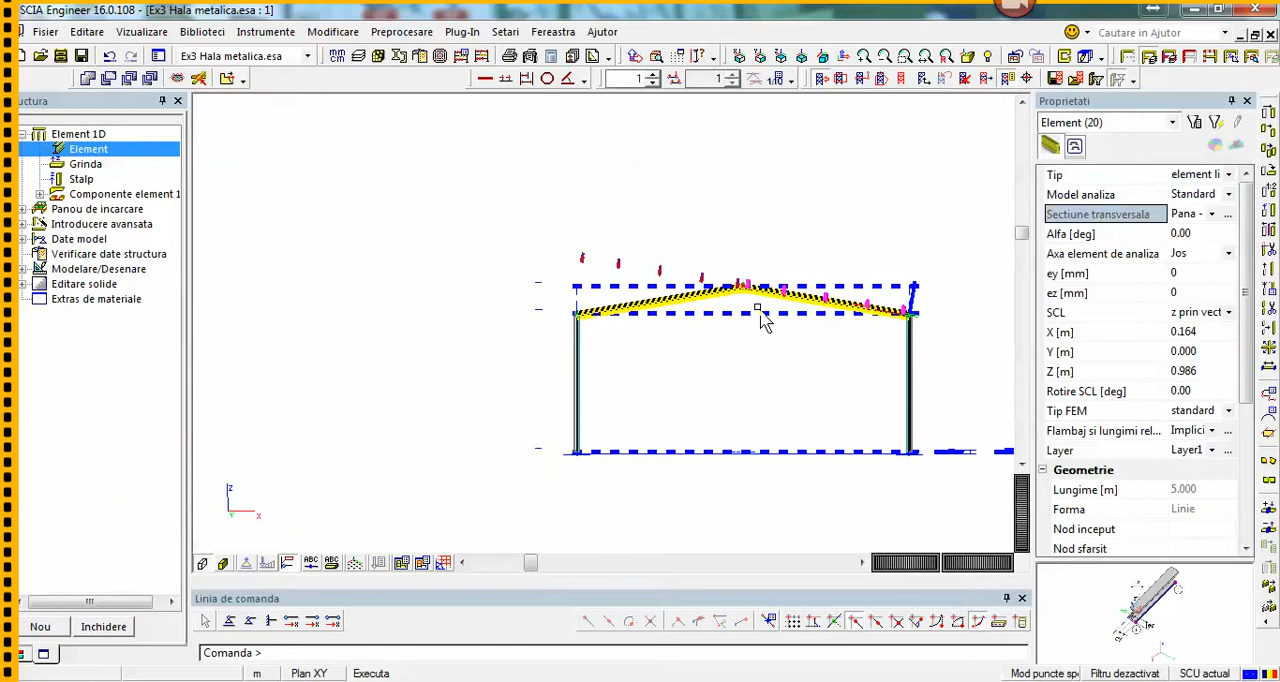 SCIA Engineer 16.0.108 - [Ex3 Hala metalica.esa : 1]
Fisier Editare Vizualizare Biblioteci Instrumente Modificare Preprocesare Plug-In Setari Fereastra Ajutor
Cautare in Ajutor
Ex3 Hala metalica.esa
1 1
uctura
Element 1D
Element
Grinda
Stalp
Componente element 1
Panou de incarcare
Introducere avansata
Date model
Verificare date structura
Modelare/Desenare
Editare solide
Extras de materiale
Nou Inchidere
Z
X
Y
Proprietati
Element (20)
Tip element li
Model analiza Standard
Sectiune transversala Pana -
Alfa [deg] 0.00
Axa element de analiza Jos
ey [mm] 0
ez [mm] 0
SCL z prin vect
X [m] 0.164
Y [m] 0.000
Z [m] 0.986
Rotire SCL [deg] 0.00
Tip FEM standard
Flambaj si lungimi rel... Implici
Layer Layer1
Geometrie
Lungime [m] 5.000
Forma Linie
Nod inceput
Nod sfarsit
Linia de comanda
Comanda >
m Plan XY Executa Mod puncte sp Filtru dezactivat SCU actual